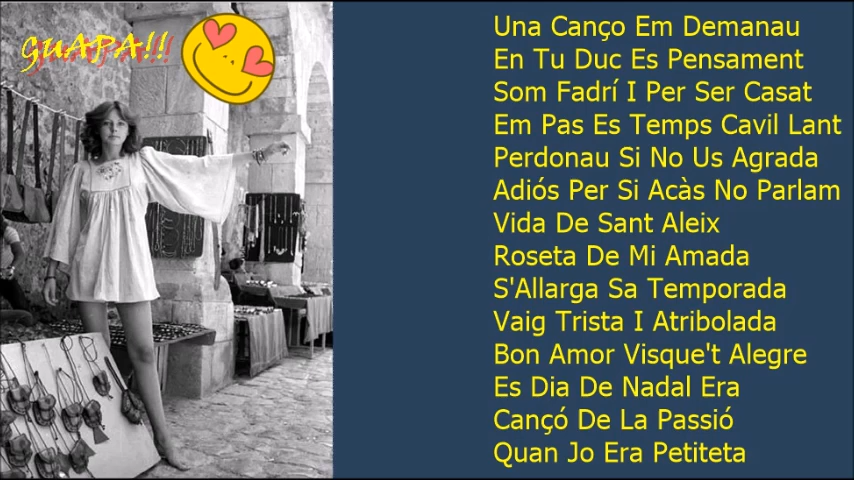 GUAPA!!!
Una Canço Em Demanau
En Tu Duc Es Pensament
Som Fadrí I Per Ser Casat
Em Pas Es Temps Cavil Lant
Perdonau Si No Us Agrada
Adiós Per Si Acàs No Parlam
Vida De Sant Aleix
Roseta De Mi Amada
S'Allarga Sa Temporada
Vaig Trista I Atribolada
Bon Amor Visque't Alegre
Es Dia De Nadal Era
Cançó De La Passió
Quan Jo Era Petiteta